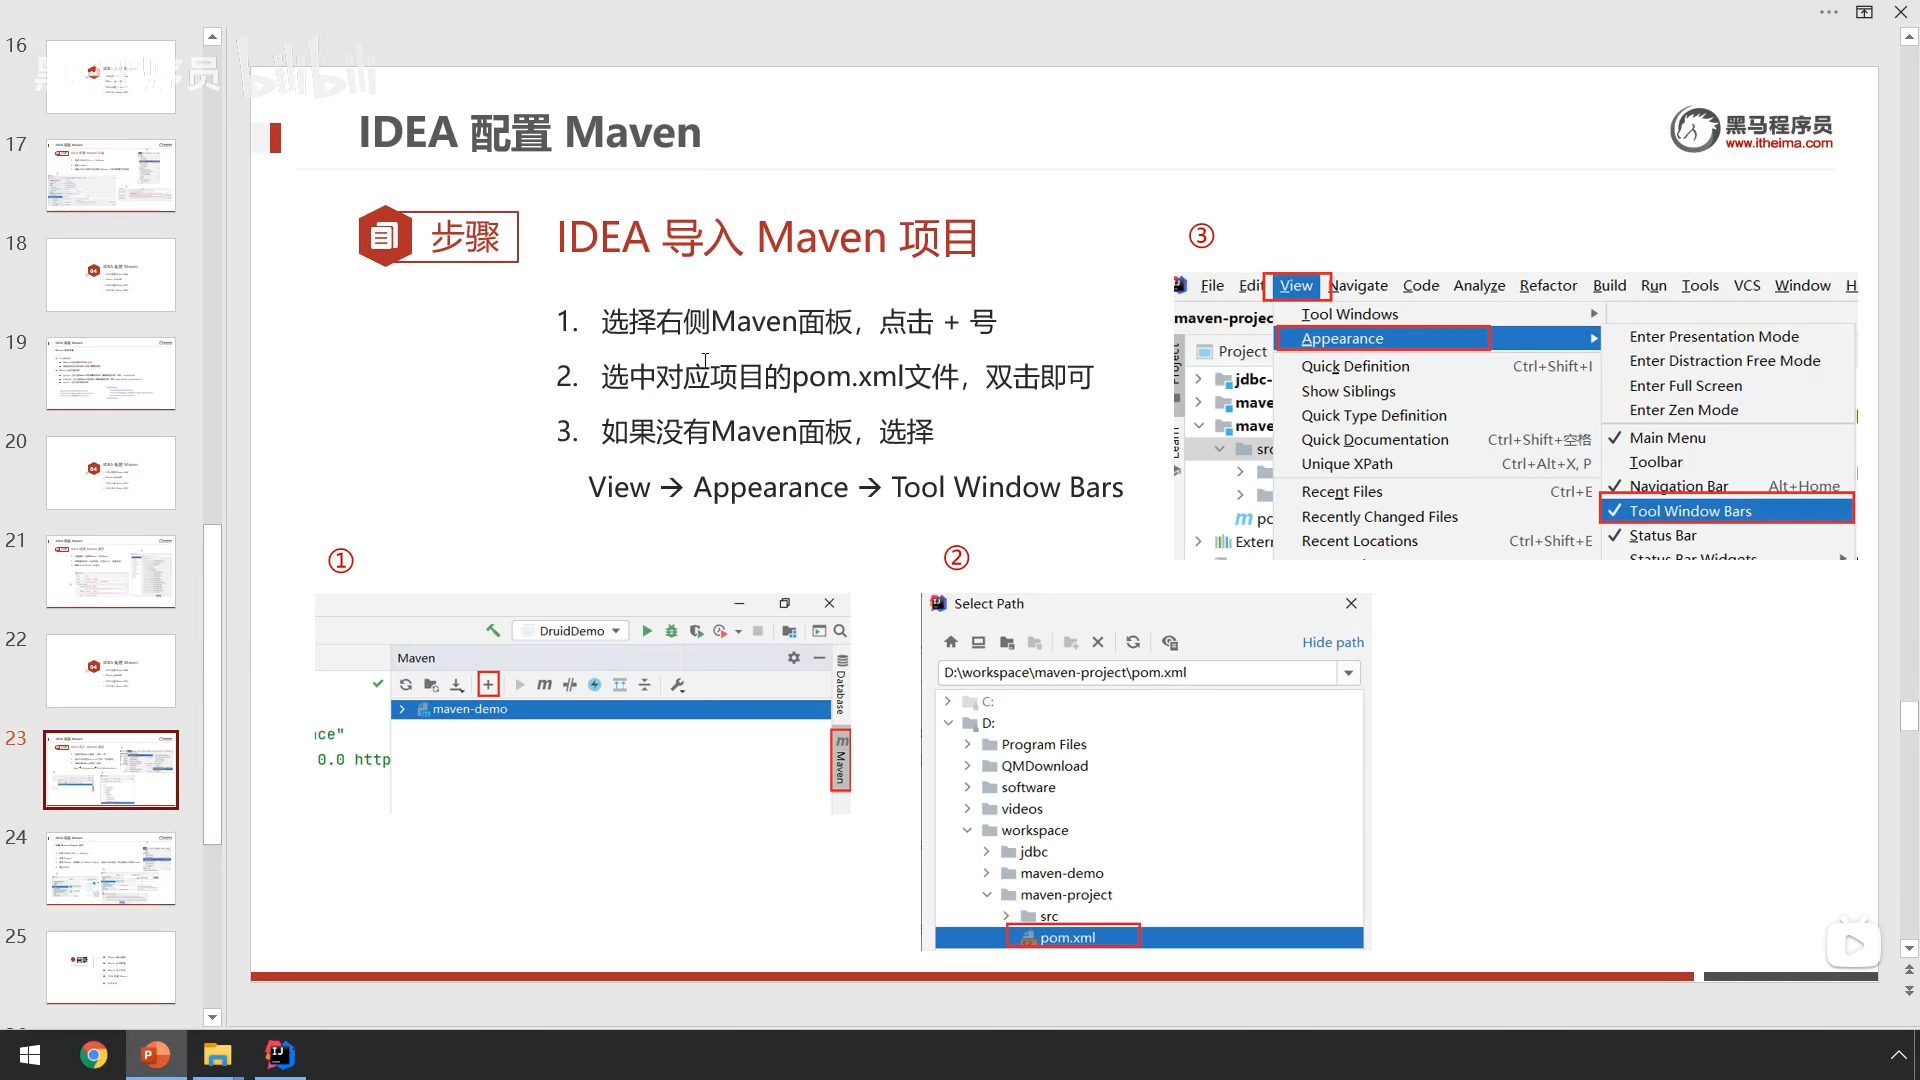 16
17
18
19
20
21
22
23
24
25
bilibili
IDEA 配置 Maven
黑马程序员
www.itheima.com
步骤
IDEA 导入 Maven 项目
1. 选择右侧Maven面板，点击 + 号
2. 选中对应项目的pom.xml文件，双击即可
3. 如果没有Maven面板，选择
View → Appearance → Tool Window Bars
③
File Edit View Navigate Code Analyze Refactor Build Run Tools VCS Window H
maven-projec
Project
jdbc-
mave
mave
src
po
Extern
Learn
Tool Windows
Appearance
Quick Definition Ctrl+Shift+I
Show Siblings
Quick Type Definition
Quick Documentation Ctrl+Shift+空格
Unique XPath Ctrl+Alt+X, P
Recent Files Ctrl+E
Recently Changed Files
Recent Locations Ctrl+Shift+E
Enter Presentation Mode
Enter Distraction Free Mode
Enter Full Screen
Enter Zen Mode
Main Menu
Toolbar
Navigation Bar Alt+Home
Tool Window Bars
Status Bar
Status Bar Widgets
①
DruidDemo
Maven
maven-demo
Database
m Maven
ıce"
0.0 http
②
Select Path
Hide path
D:\workspace\maven-project\pom.xml
C:
D:
Program Files
QMDownload
software
videos
workspace
jdbc
maven-demo
maven-project
src
pom.xml